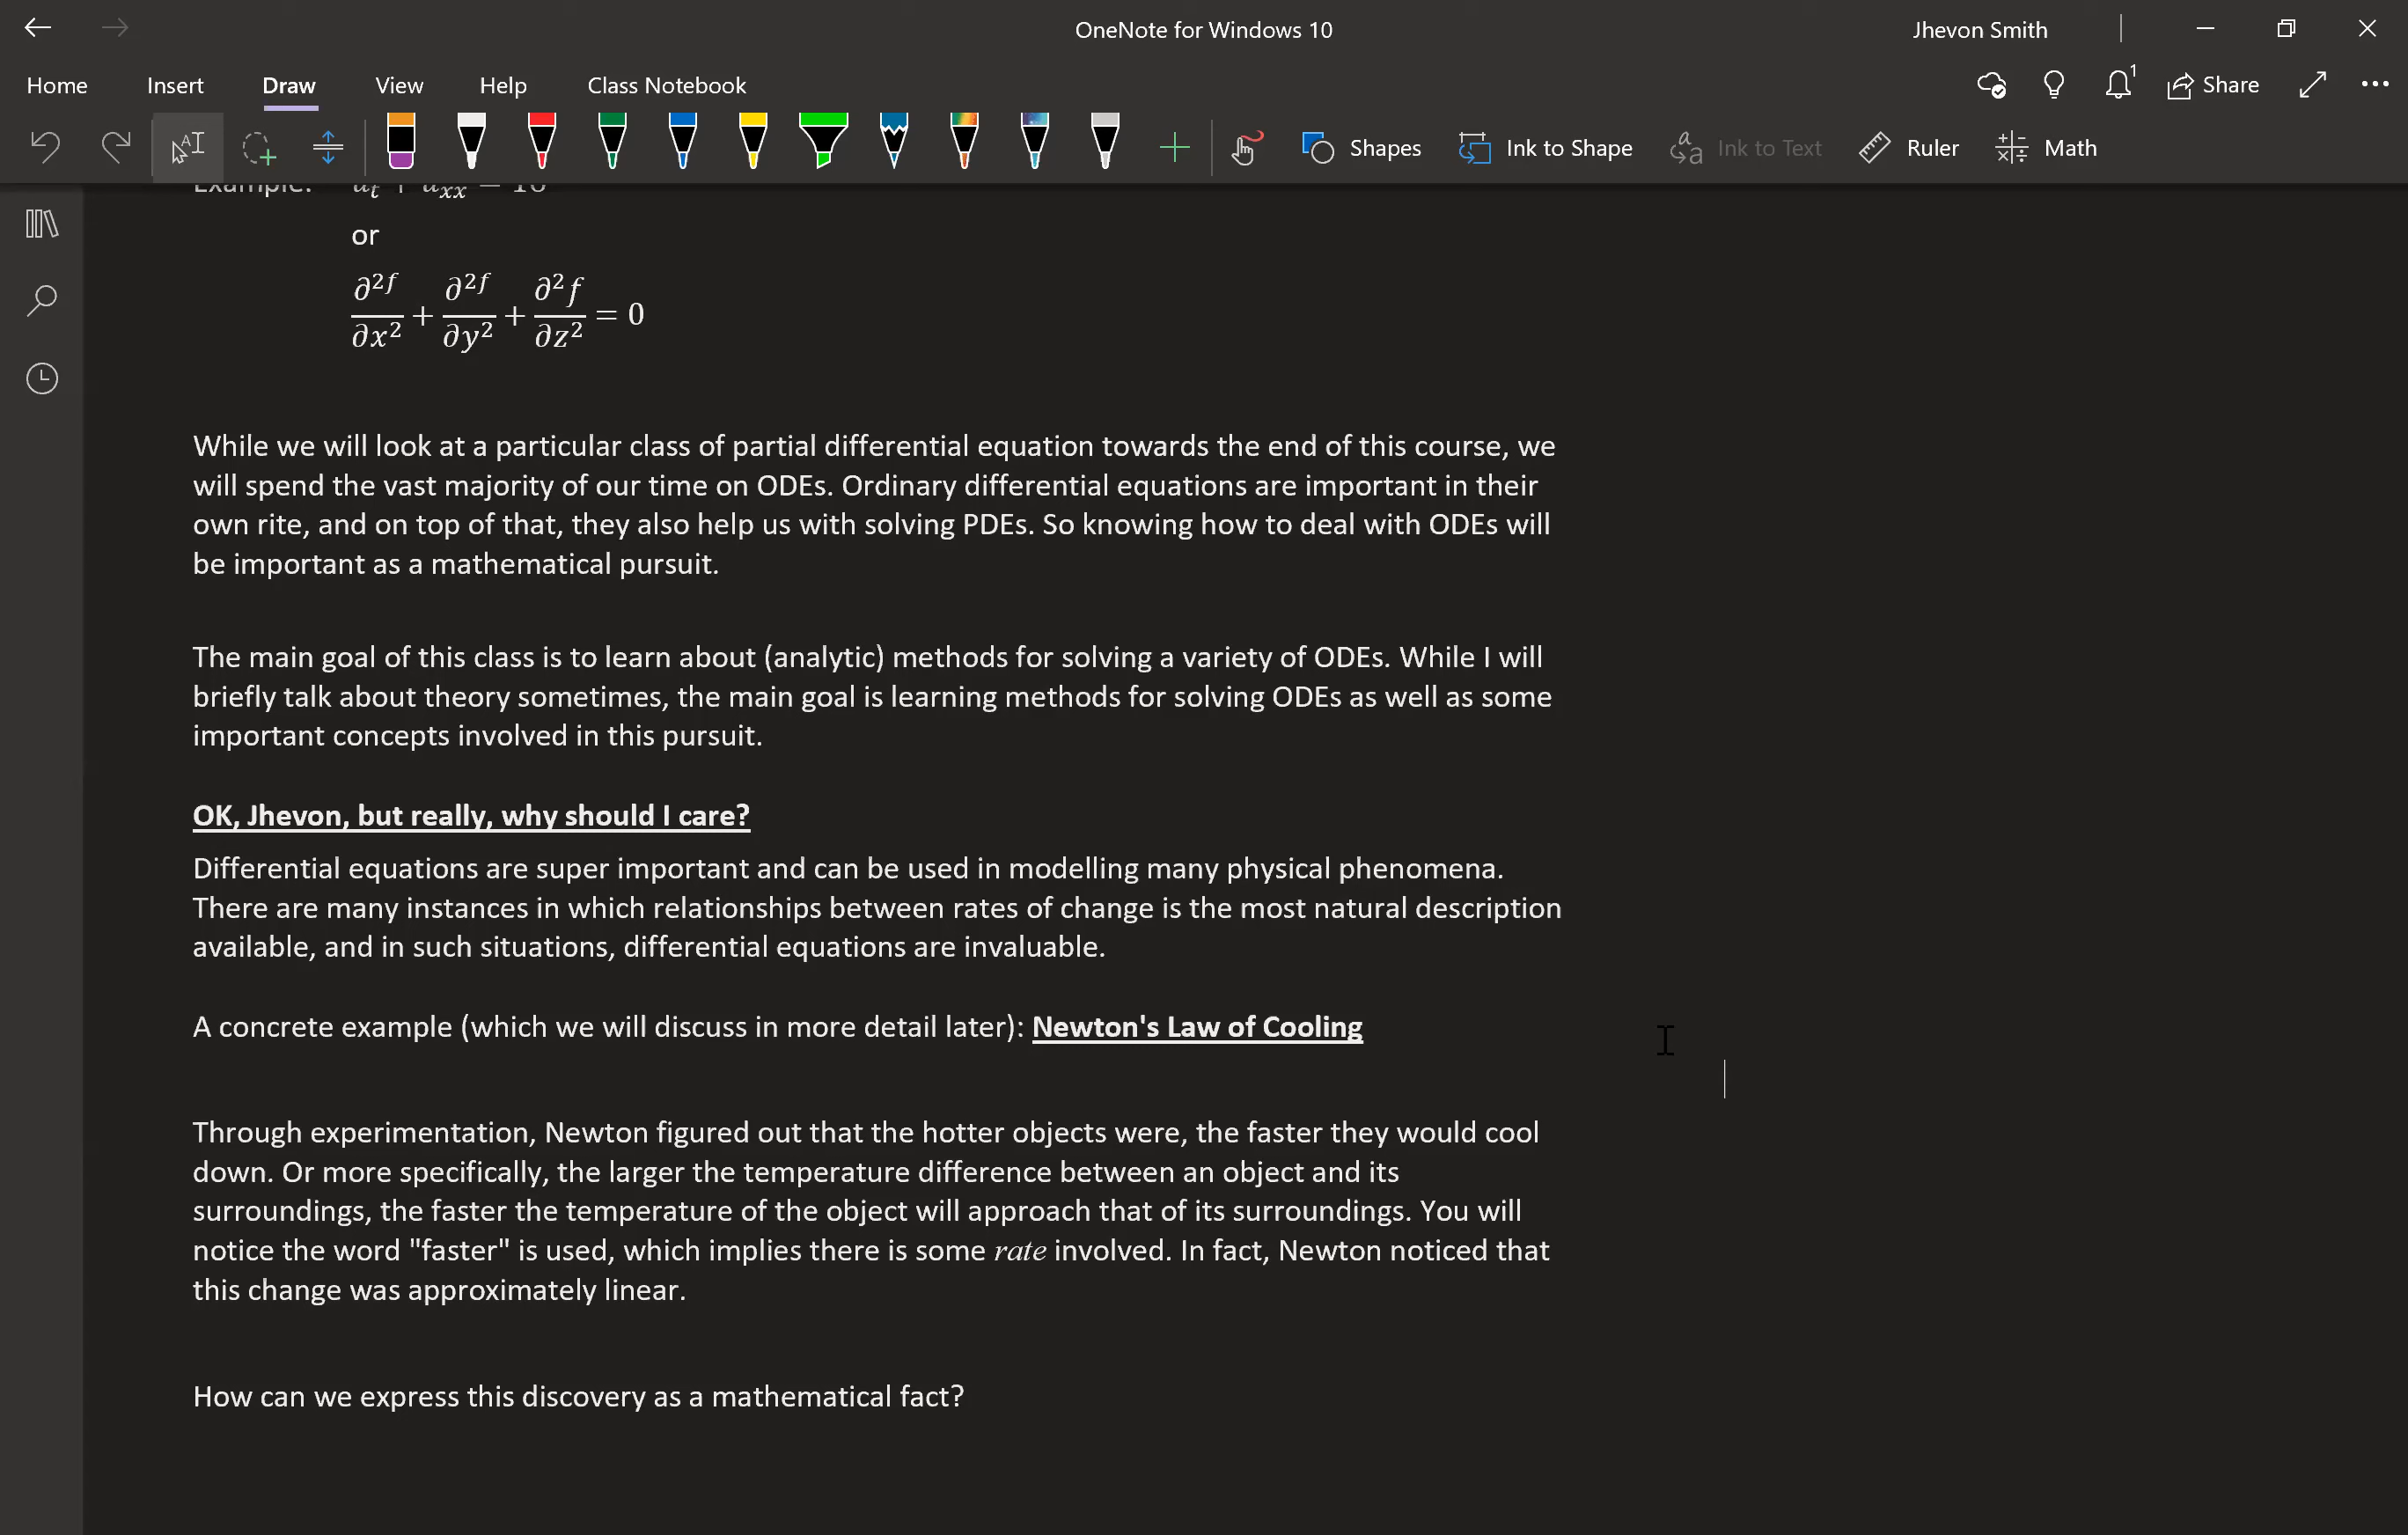 OneNote for Windows 10
Jhevon Smith
Home Insert Draw View Help Class Notebook
1 Share
Shapes Ink to Shape Ink to Text Ruler Math
Example:
or
∂²f/∂x² + ∂²f/∂y² + ∂²f/∂z² = 0
While we will look at a particular class of partial differential equation towards the end of this course, we
will spend the vast majority of our time on ODEs. Ordinary differential equations are important in their
own rite, and on top of that, they also help us with solving PDEs. So knowing how to deal with ODEs will
be important as a mathematical pursuit.
The main goal of this class is to learn about (analytic) methods for solving a variety of ODEs. While I will
briefly talk about theory sometimes, the main goal is learning methods for solving ODEs as well as some
important concepts involved in this pursuit.
OK, Jhevon, but really, why should I care?
Differential equations are super important and can be used in modelling many physical phenomena.
There are many instances in which relationships between rates of change is the most natural description
available, and in such situations, differential equations are invaluable.
A concrete example (which we will discuss in more detail later): Newton's Law of Cooling
Through experimentation, Newton figured out that the hotter objects were, the faster they would cool
down. Or more specifically, the larger the temperature difference between an object and its
surroundings, the faster the temperature of the object will approach that of its surroundings. You will
notice the word "faster" is used, which implies there is some rate involved. In fact, Newton noticed that
this change was approximately linear.
How can we express this discovery as a mathematical fact?